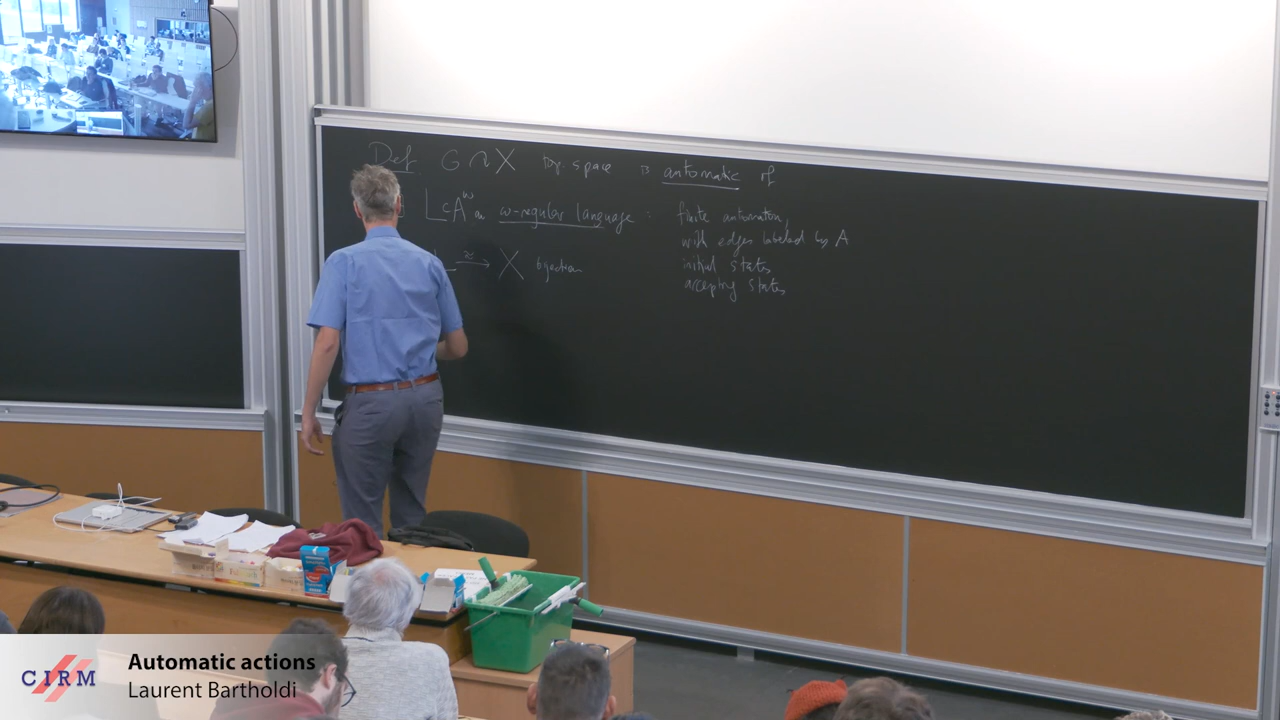 Def G ↷ X top. space is automatic if
L ⊂ A^ω an ω-regular language : finite automaton,
with edges labeled by A
initial states
accepting states
L ⟶ X bijection
CIRM
Automatic actions
Laurent Bartholdi